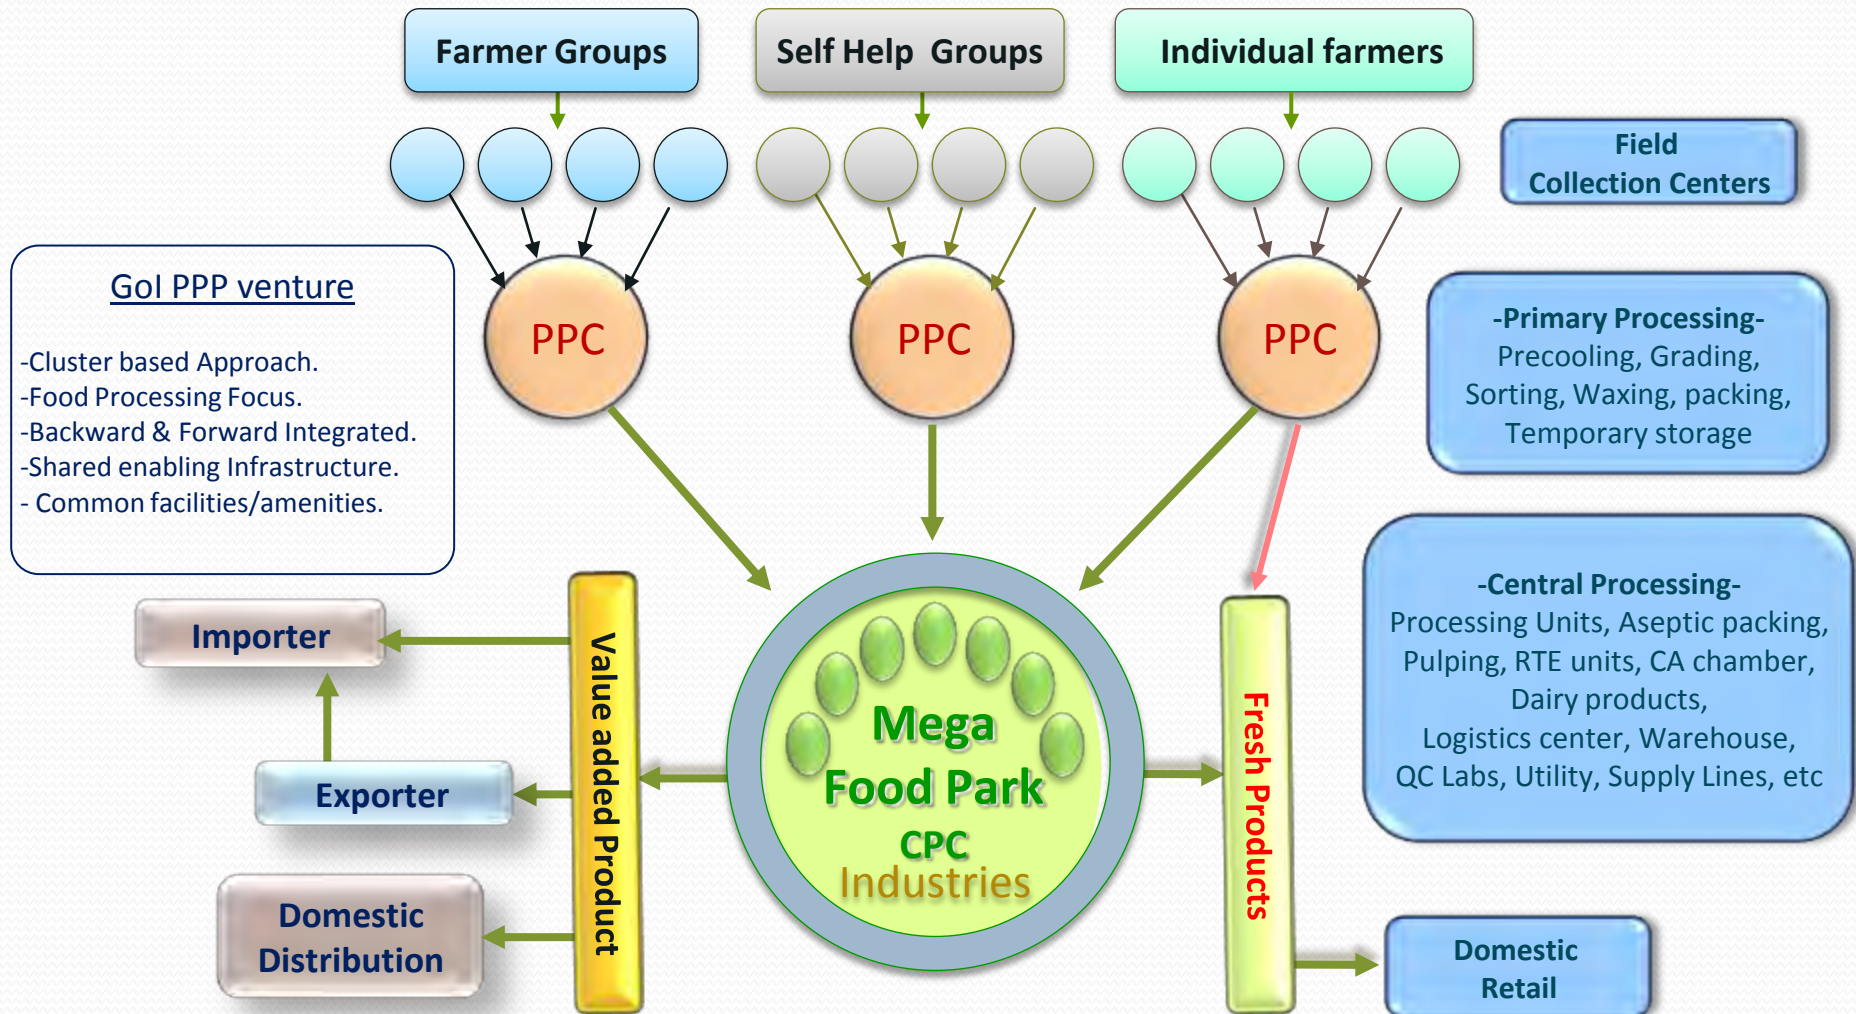 Farmer Groups
Self Help Groups
Individual farmers
Field
Collection Centers
GoI PPP venture
-Cluster based Approach.
-Food Processing Focus.
-Backward & Forward Integrated.
-Shared enabling Infrastructure.
- Common facilities/amenities.
PPC
PPC
PPC
-Primary Processing-
Precooling, Grading,
Sorting, Waxing, packing,
Temporary storage
-Central Processing-
Processing Units, Aseptic packing,
Pulping, RTE units, CA chamber,
Dairy products,
Logistics center, Warehouse,
QC Labs, Utility, Supply Lines, etc
Importer
Exporter
Domestic
Distribution
Value added Product
Mega
Food Park
CPC
Industries
Fresh Products
Domestic
Retail